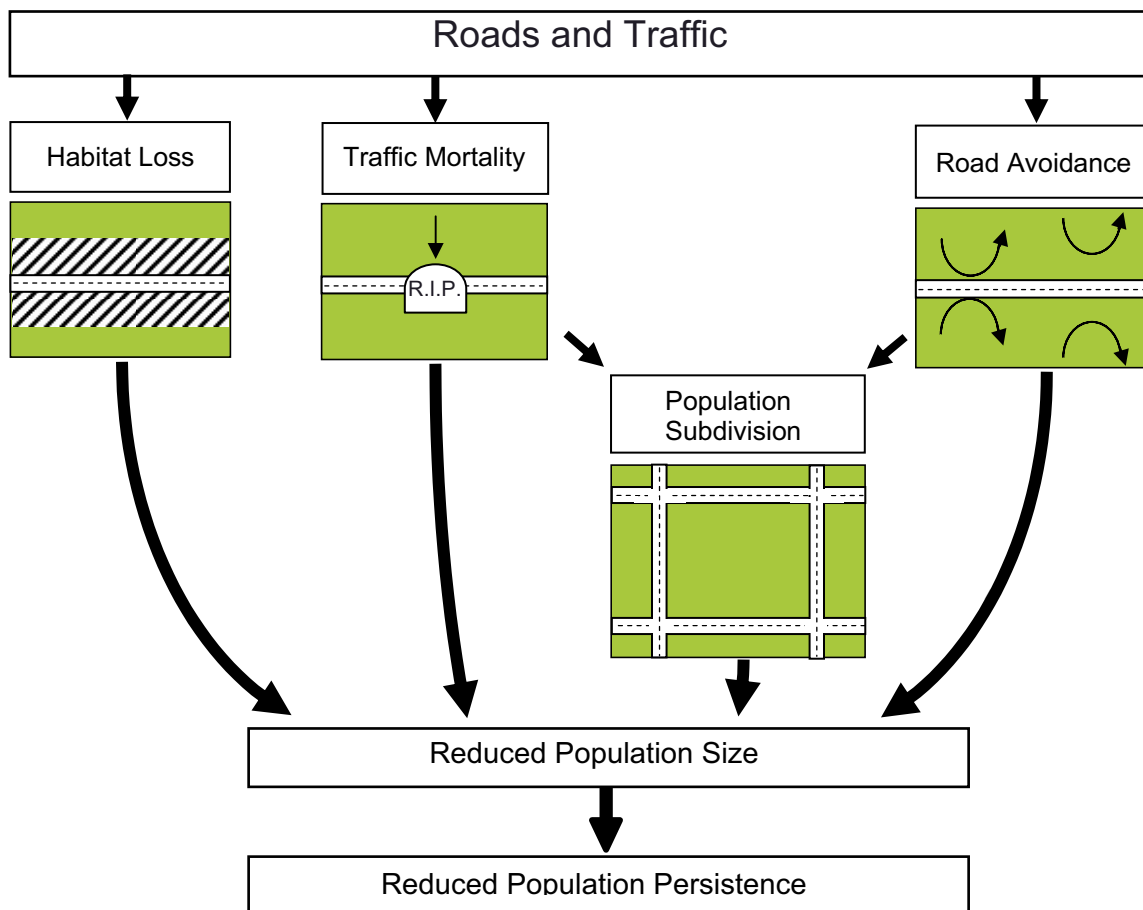 Roads and Traffic
Habitat Loss
Traffic Mortality
Road Avoidance
R.I.P.
Population
Subdivision
Reduced Population Size
Reduced Population Persistence